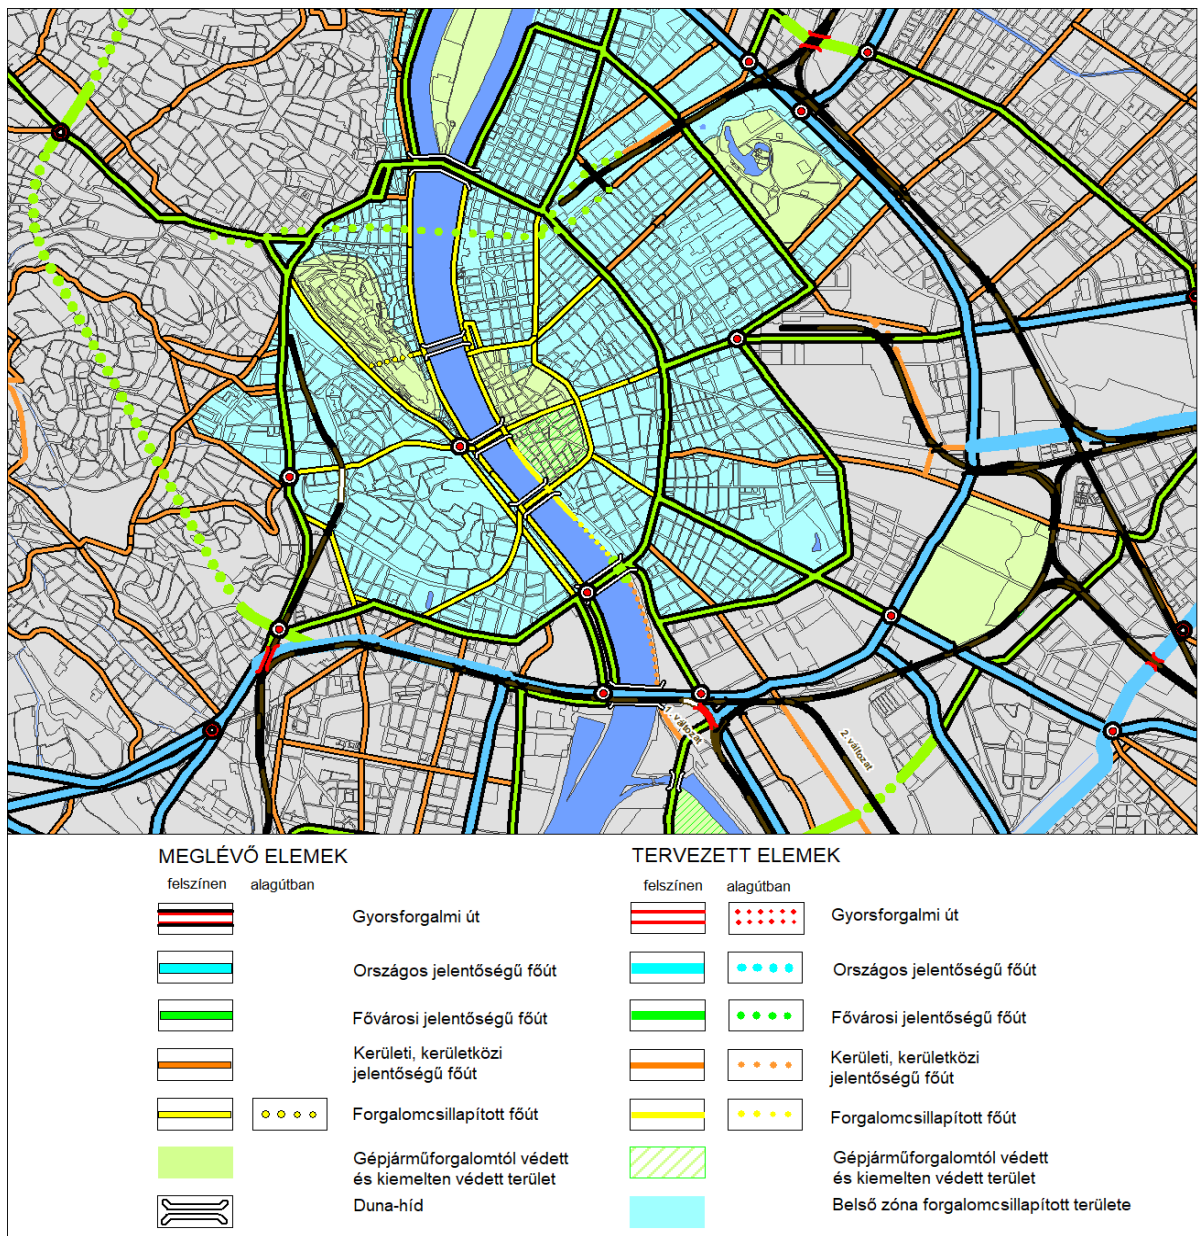 1. változat
2. változat
MEGLÉVŐ ELEMEK
felszínen alagútban
Gyorsforgalmi út
Országos jelentőségű főút
Fővárosi jelentőségű főút
Kerületi, kerületközi
jelentőségű főút
Forgalomcsillapított főút
Gépjárműforgalomtól védett
és kiemelten védett terület
Duna-híd
TERVEZETT ELEMEK
felszínen alagútban
Gyorsforgalmi út
Országos jelentőségű főút
Fővárosi jelentőségű főút
Kerületi, kerületközi
jelentőségű főút
Forgalomcsillapított főút
Gépjárműforgalomtól védett
és kiemelten védett terület
Belső zóna forgalomcsillapított területe